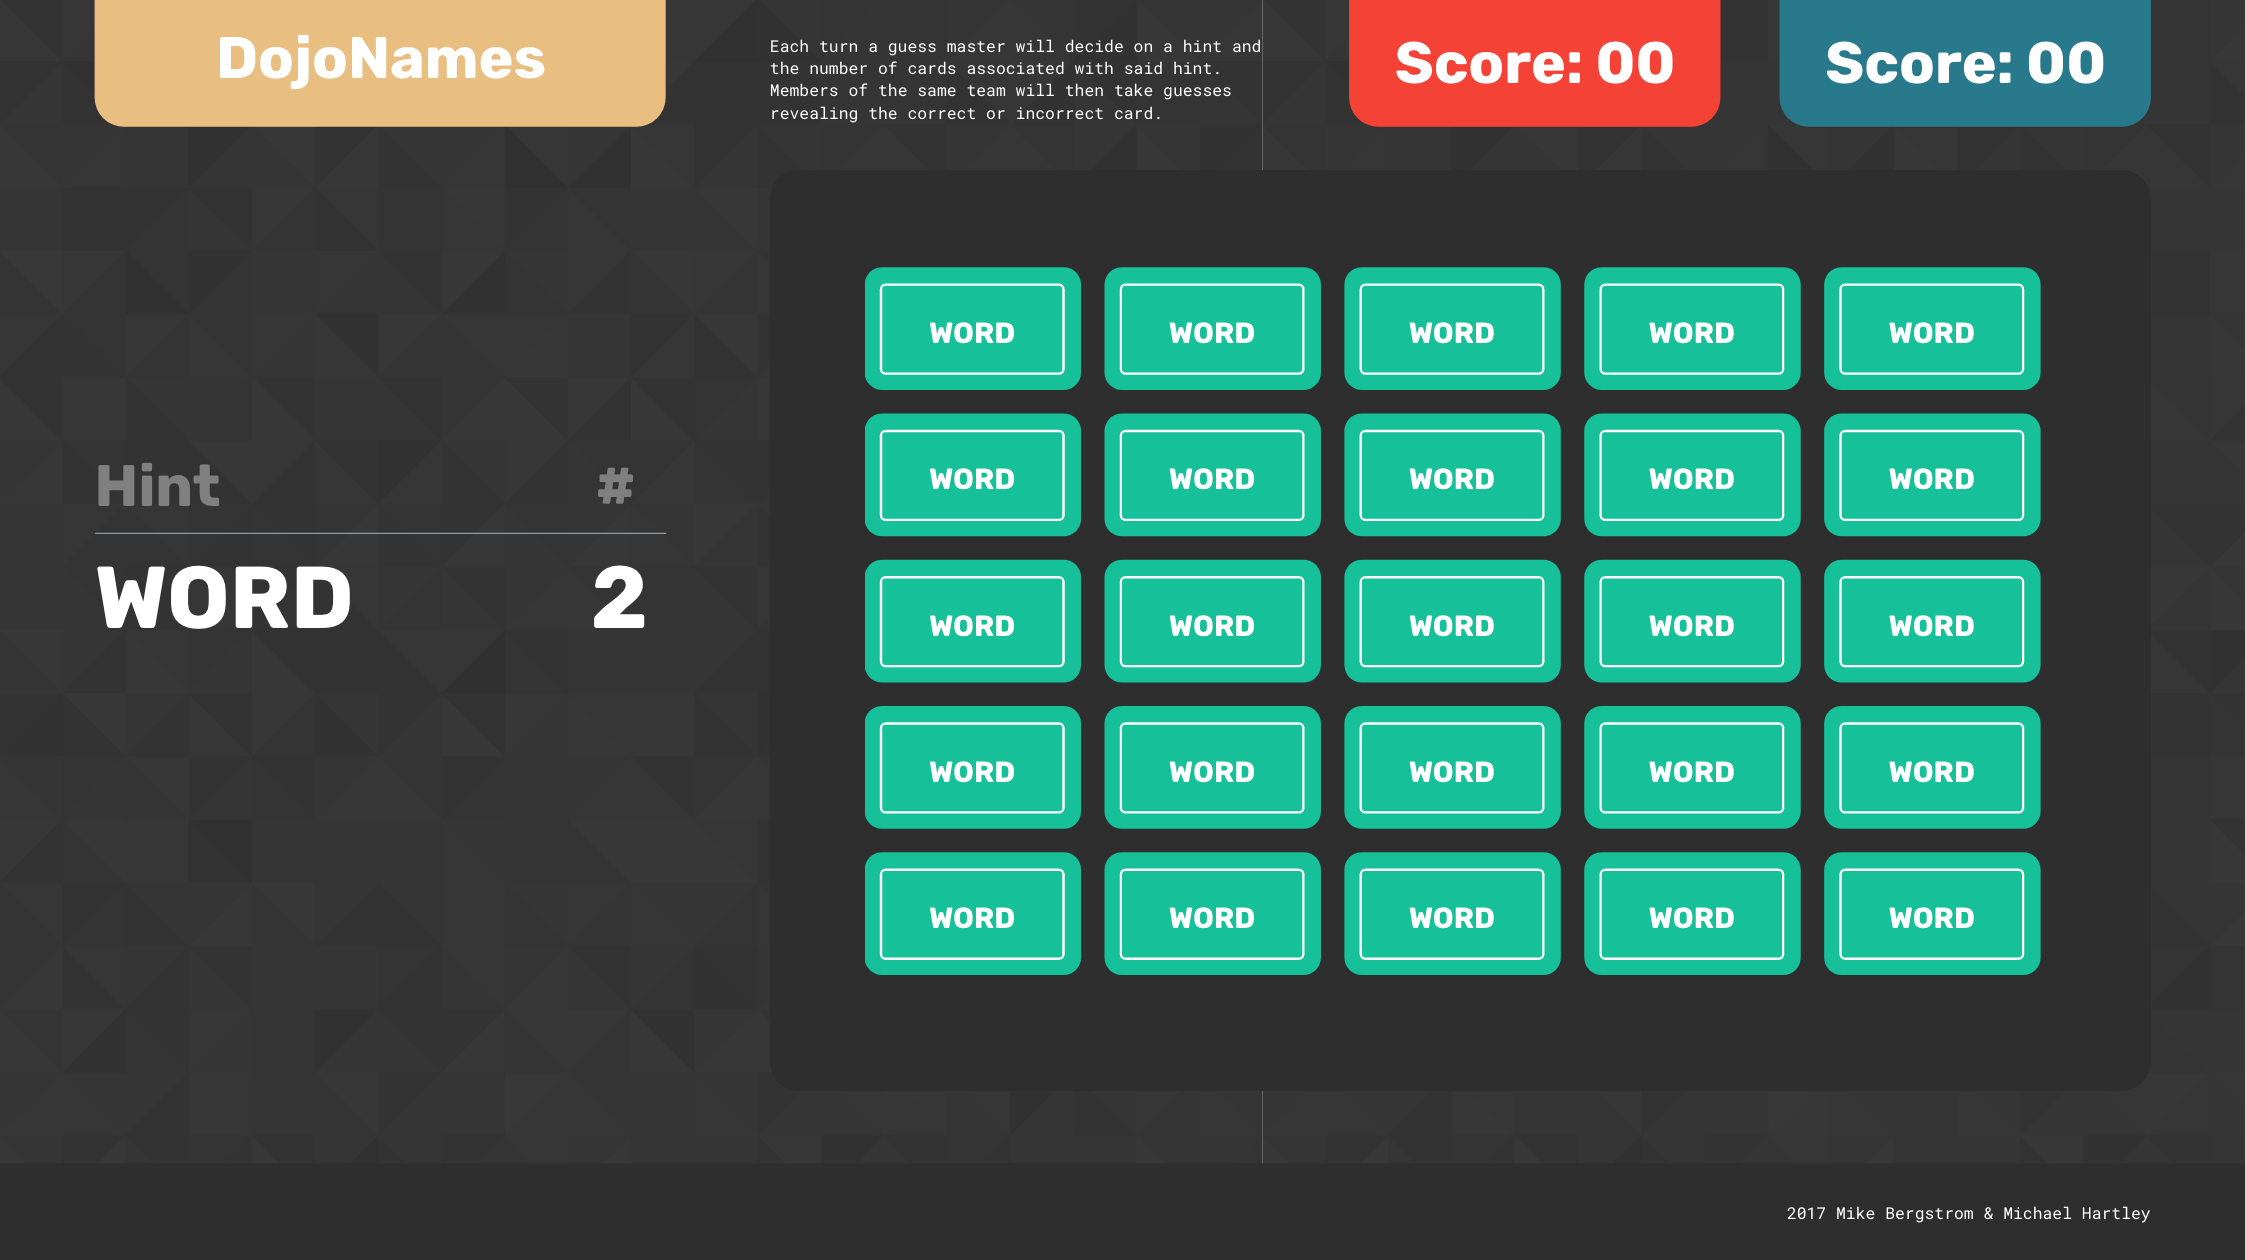 DojoNames
Each turn a guess master will decide on a hint and
the number of cards associated with said hint.
Members of the same team will then take guesses
revealing the correct or incorrect card.
Score: 00
Score: 00
Hint #
WORD 2
WORD WORD WORD WORD WORD
WORD WORD WORD WORD WORD
WORD WORD WORD WORD WORD
WORD WORD WORD WORD WORD
WORD WORD WORD WORD WORD
2017 Mike Bergstrom & Michael Hartley